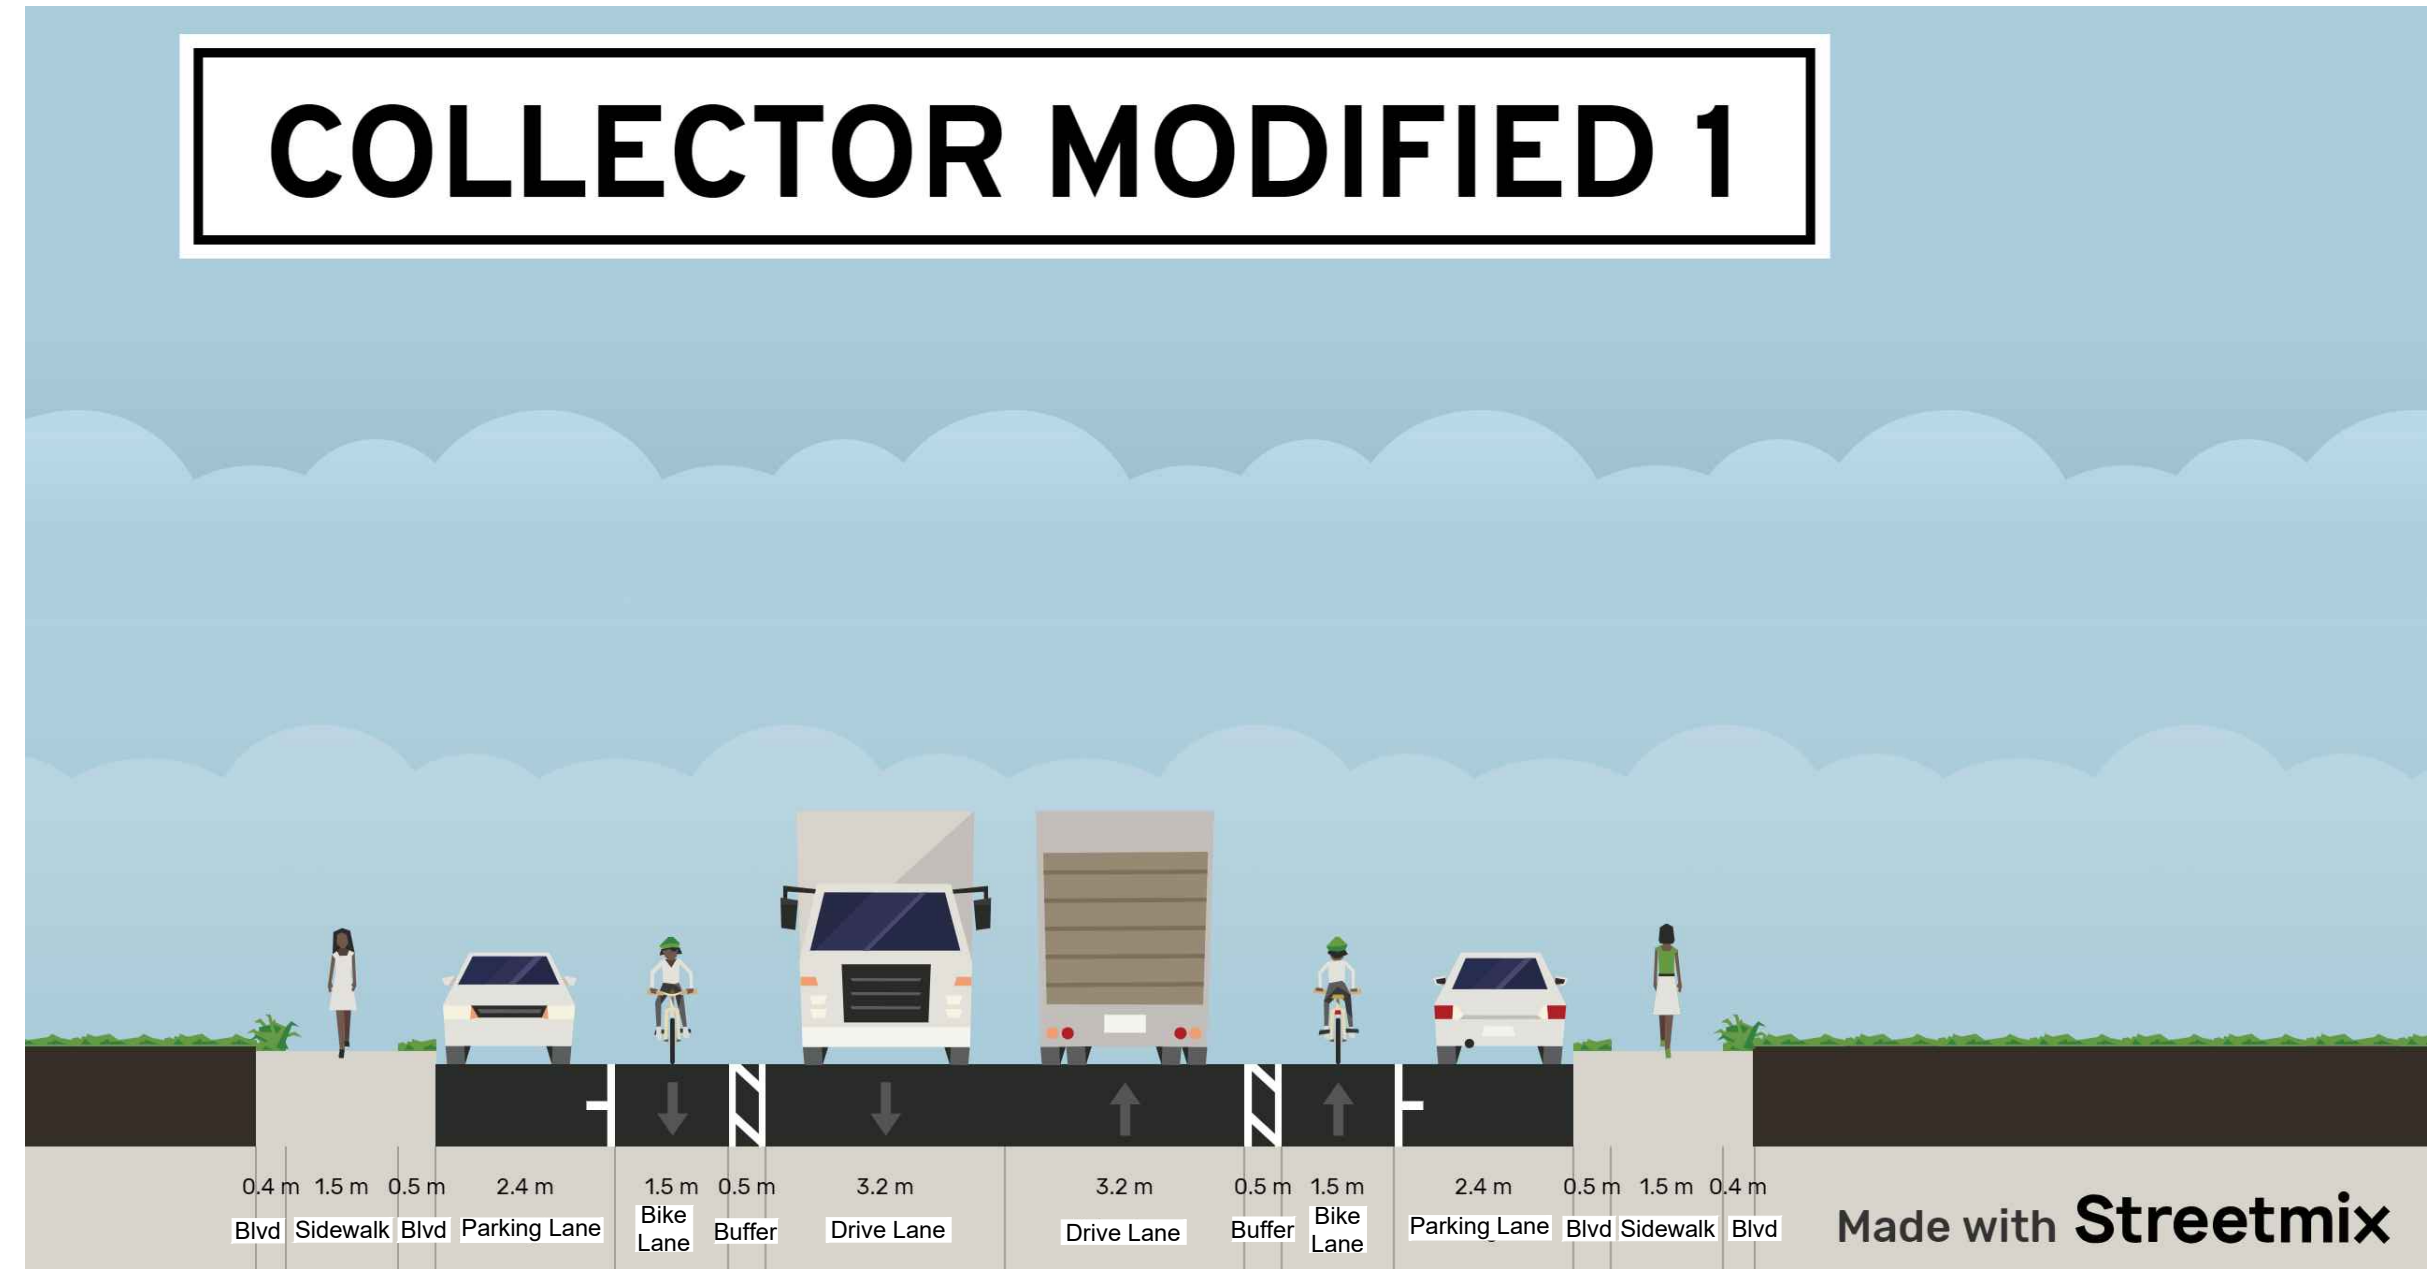 COLLECTOR MODIFIED 1
0.4 m 1.5 m 0.5 m 2.4 m 1.5 m 0.5 m 3.2 m 3.2 m 0.5 m 1.5 m 2.4 m 0.5 m 1.5 m 0.4 m
Blvd Sidewalk Blvd Parking Lane Bike Lane Buffer Drive Lane Drive Lane Buffer Bike Lane Parking Lane Blvd Sidewalk Blvd
Made with Streetmix